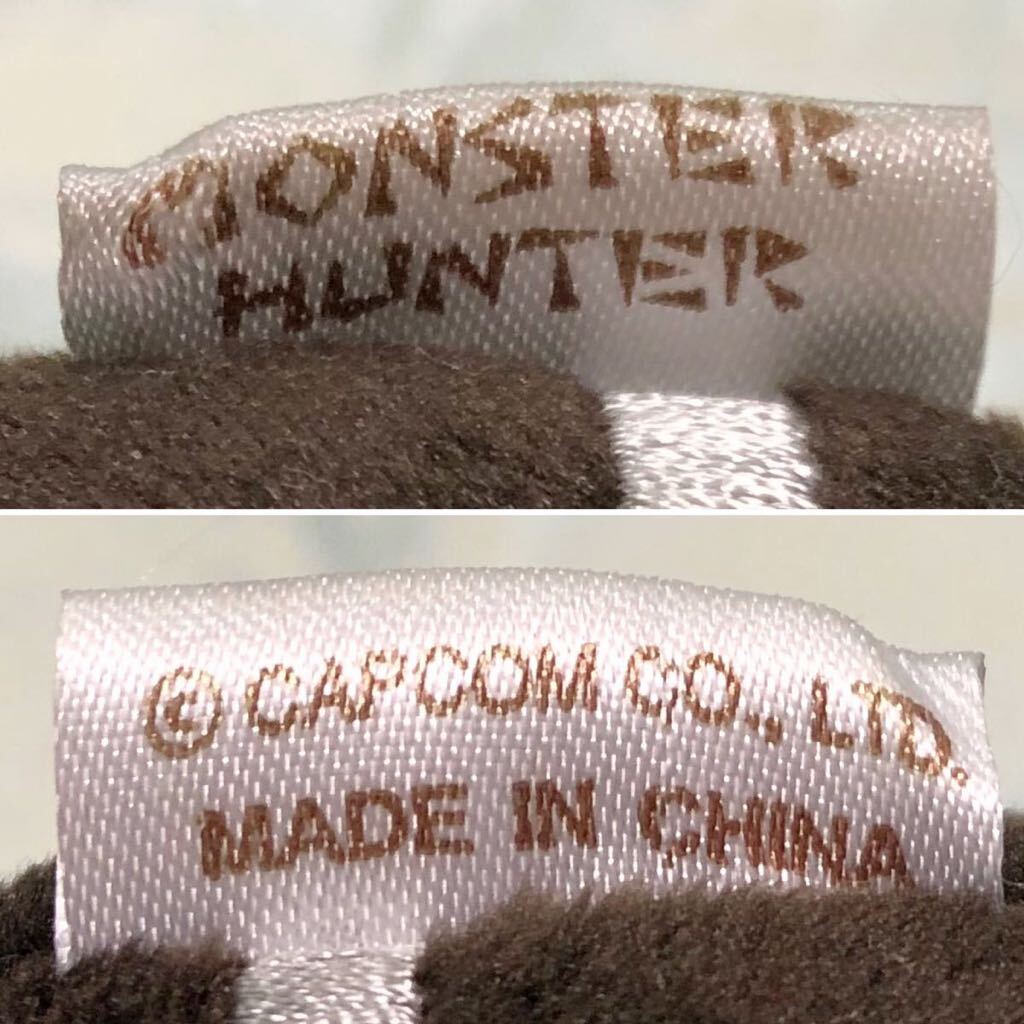 MONSTER
HUNTER
© CAPCOM CO., LTD.
MADE IN CHINA